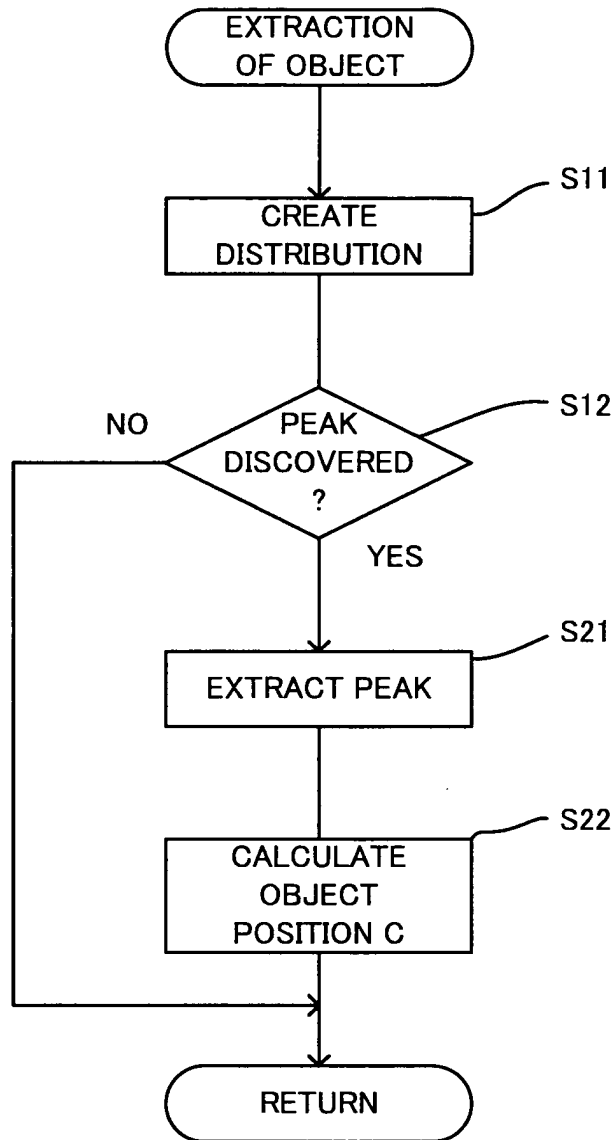 EXTRACTION
OF OBJECT
S11
CREATE
DISTRIBUTION
S12
NO
PEAK
DISCOVERED
?
YES
S21
EXTRACT PEAK
S22
CALCULATE
OBJECT
POSITION C
RETURN